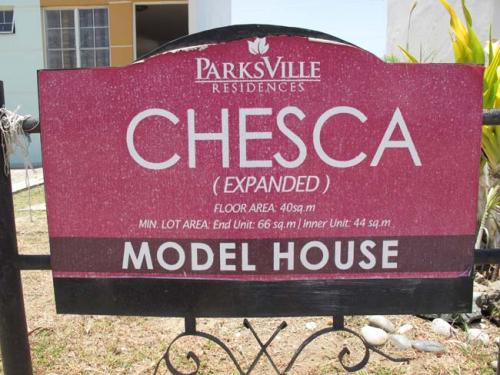 PARKSVILLE
RESIDENCES
CHESCA
(EXPANDED)
FLOOR AREA: 40sq.m
MIN. LOT AREA: End Unit: 66 sq.m / Inner Unit: 44 sq.m
MODEL HOUSE